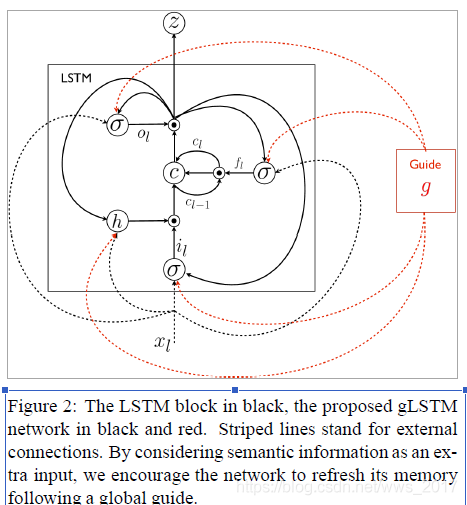 z
LSTM
σ
o_l
c_l
f_l
c
σ
c_{l-1}
Guide
g
h
i_l
σ
x_l
Figure 2: The LSTM block in black, the proposed gLSTM
network in black and red. Striped lines stand for external
connections. By considering semantic information as an ex-
tra input, we encourage the network to refresh its memory
following a global guide.